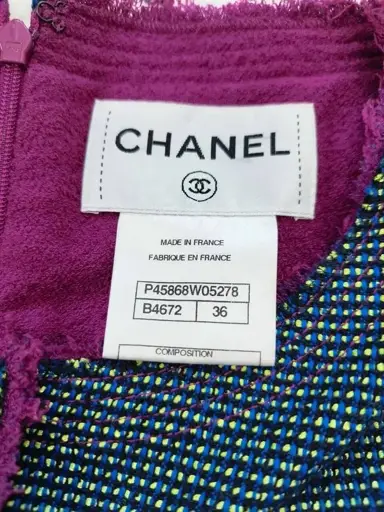 CHANEL
MADE IN FRANCE
FABRIQUE EN FRANCE
P45868W05278
B4672 36
COMPOSITION